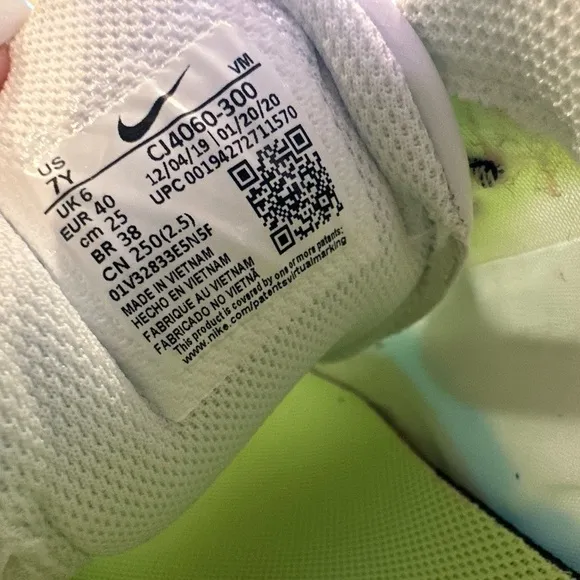 VM
US
7Y
CJ4060-300
UK 6
12/04/19 | 01/20/20
EUR 40
UPC 00194272711570
cm 25
BR 38
CN 250(2.5)
01V32833E5N5F
MADE IN VIETNAM
HECHO EN VIETNAM
FABRIQUE AU VIETNAM
FABRICADO NO VIETNÃ
This product is covered by one or more patents:
www.nike.com/patentsvirtualmarking